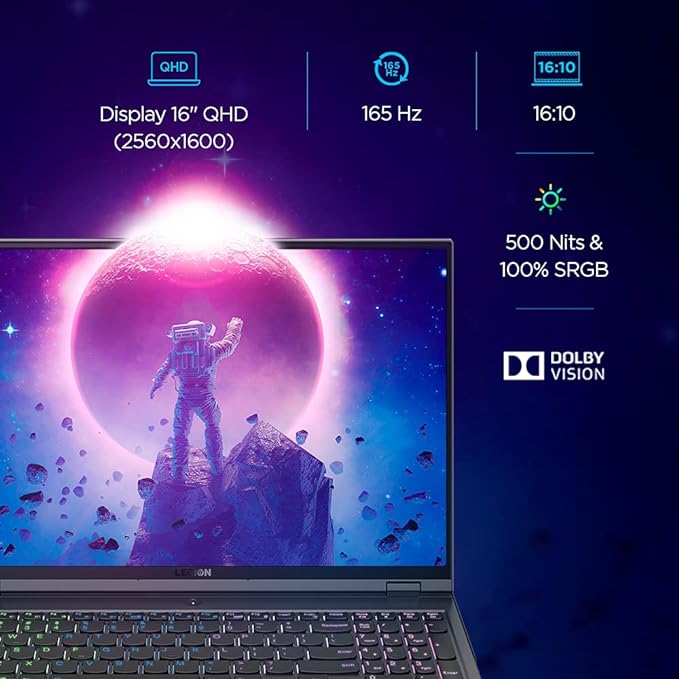 QHD
Display 16" QHD
(2560x1600)
165
Hz
165 Hz
16:10
16:10
500 Nits &
100% SRGB
DOLBY
VISION
LEGION